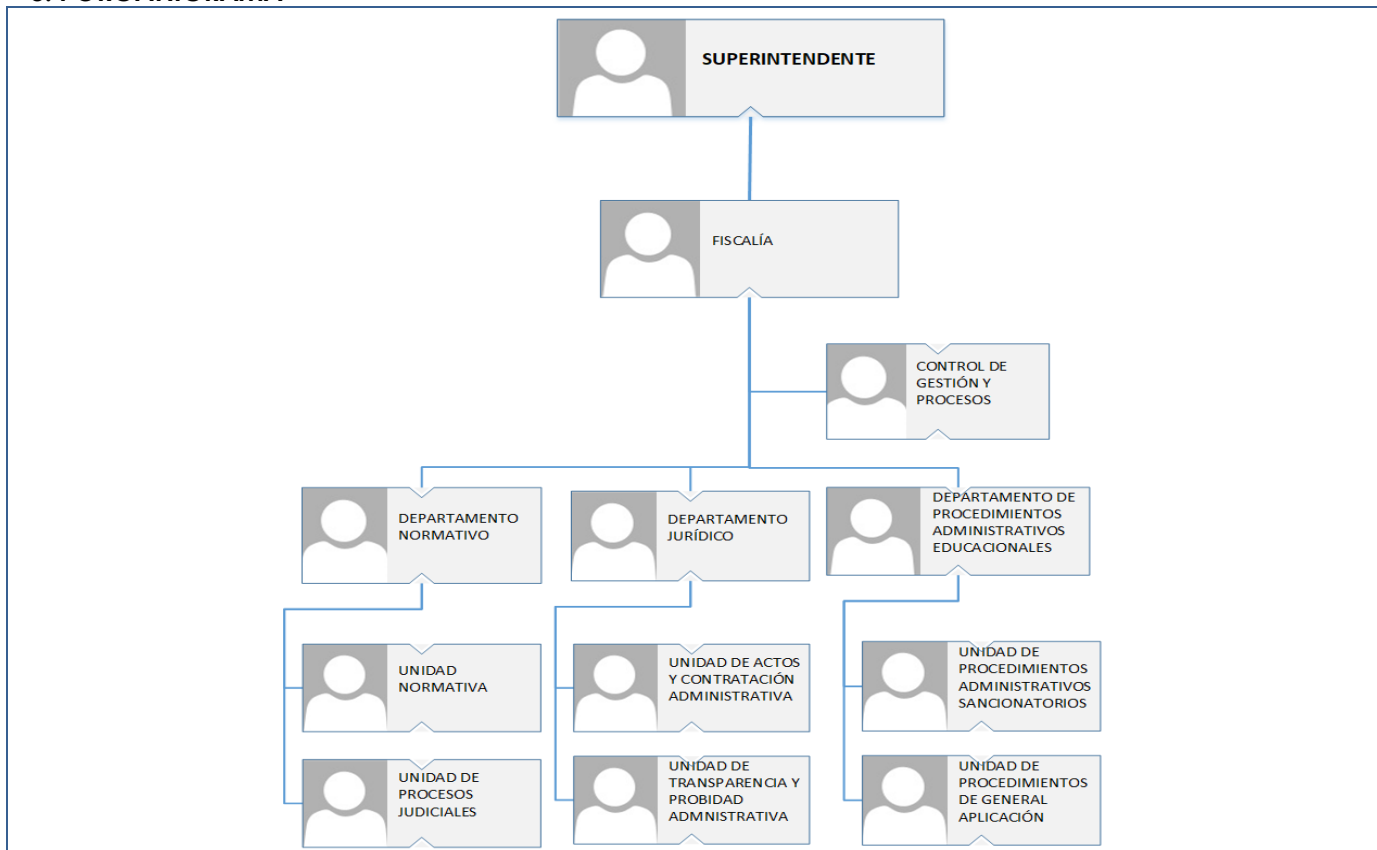 SUPERINTENDENTE
FISCALÍA
CONTROL DE
GESTIÓN Y
PROCESOS
DEPARTAMENTO
NORMATIVO
DEPARTAMENTO
JURÍDICO
DEPARTAMENTO DE
PROCEDIMIENTOS
ADMINISTRATIVOS
EDUCACIONALES
UNIDAD
NORMATIVA
UNIDAD DE ACTOS
Y CONTRATACIÓN
ADMINISTRATIVA
UNIDAD DE
PROCEDIMIENTOS
ADMINISTRATIVOS
SANCIONATORIOS
UNIDAD DE
PROCESOS
JUDICIALES
UNIDAD DE
TRANSPARENCIA Y
PROBIDAD
ADMNISTRATIVA
UNIDAD DE
PROCEDIMIENTOS
DE GENERAL
APLICACIÓN